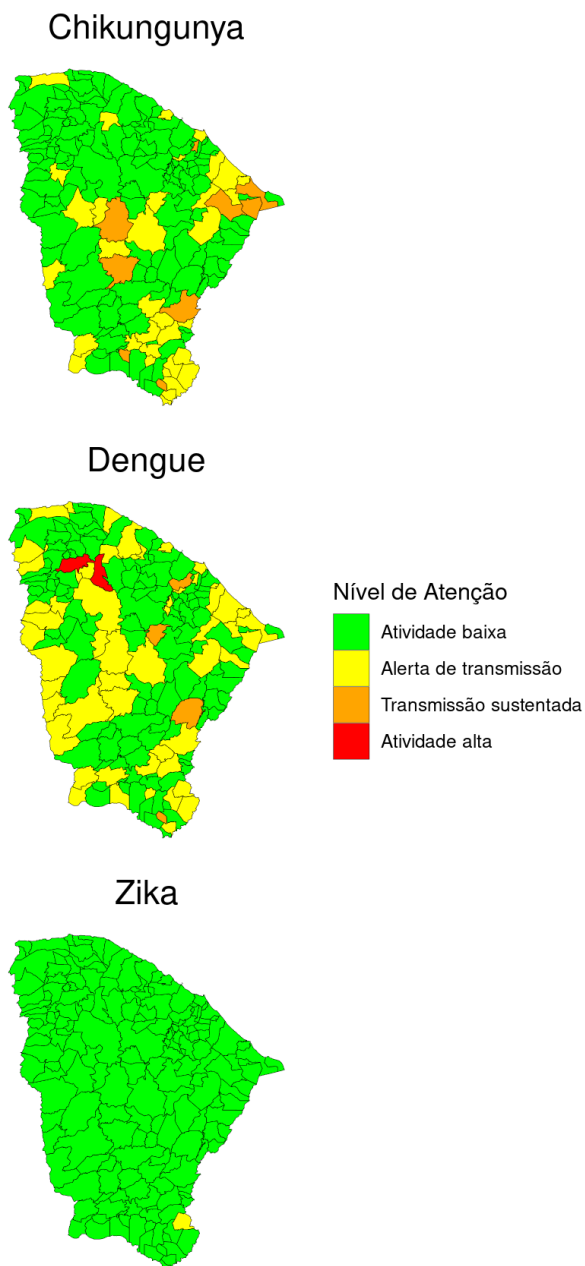 Chikungunya
Dengue
Nível de Atenção
Atividade baixa
Alerta de transmissão
Transmissão sustentada
Atividade alta
Zika